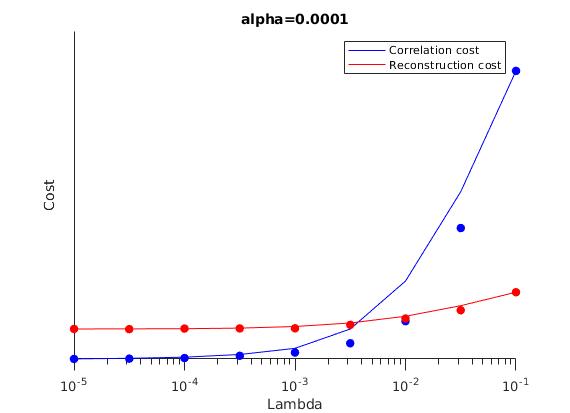 alpha=0.0001
Correlation cost
Reconstruction cost
Cost
10^-5 10^-4 10^-3 10^-2 10^-1
Lambda